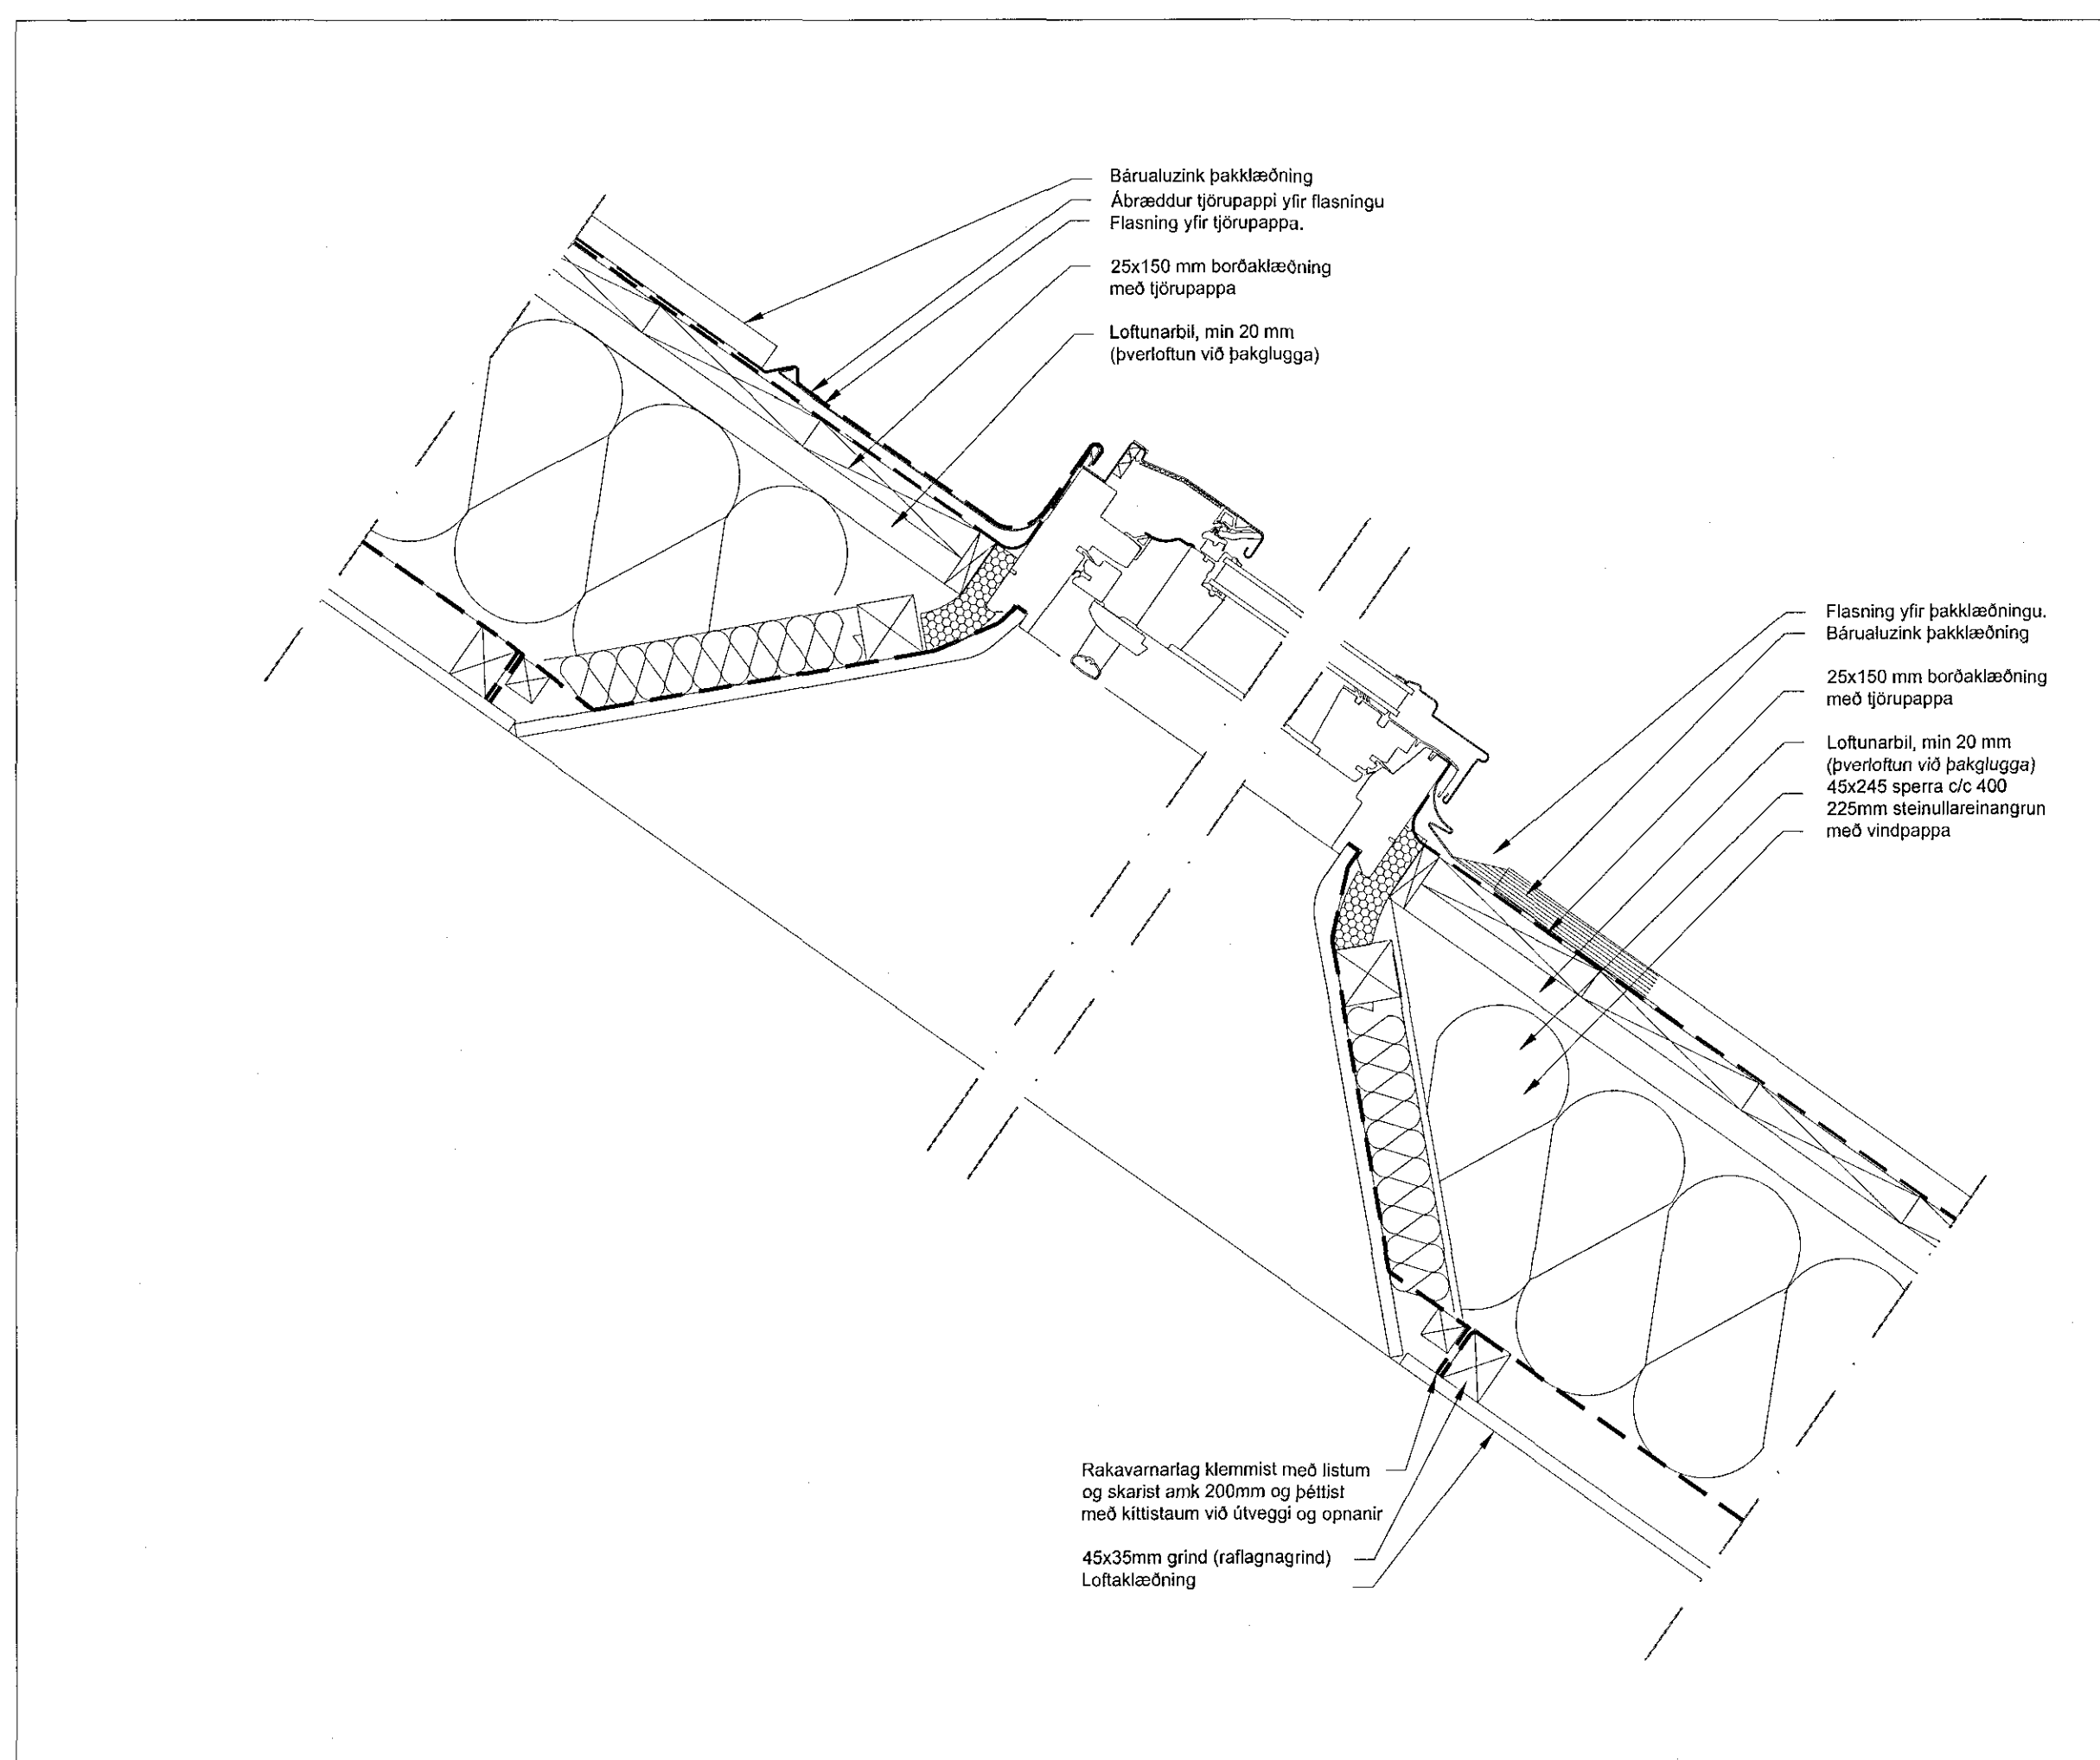 Bárualuzink þakklæðning
Ábræddur tjörupappi yfir flasningu
Flasning yfir tjörupappa.
25x150 mm borðaklæðning
með tjörupappa
Loftunarbil, min 20 mm
(þverloftun við þakglugga)
Flasning yfir þakklæðningu.
Bárualuzink þakklæðning
25x150 mm borðaklæðning
með tjörupappa
Loftunarbil, min 20 mm
(þverloftun við þakglugga)
45x245 sperra c/c 400
225mm steinullareinangrun
með vindpappa
Rakavarnarlag klemmist með listum
og skarist amk 200mm og þéttist
með kíttistaum við útveggi og opnanir
45x35mm grind (raflagnagrind)
Loftaklæðning